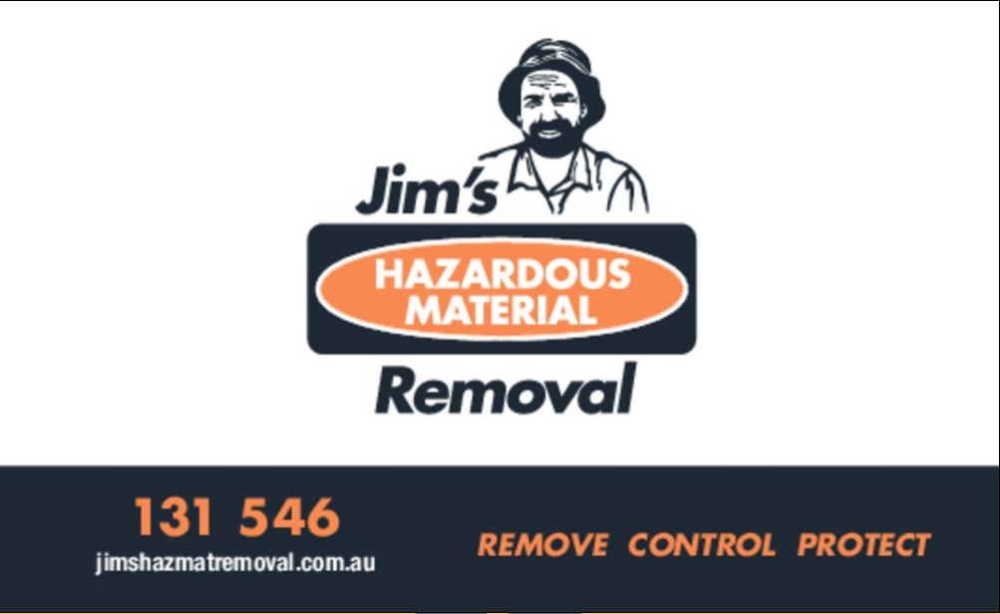 Jim's
HAZARDOUS
MATERIAL
Removal
131 546
jimshazmatremoval.com.au
REMOVE CONTROL PROTECT